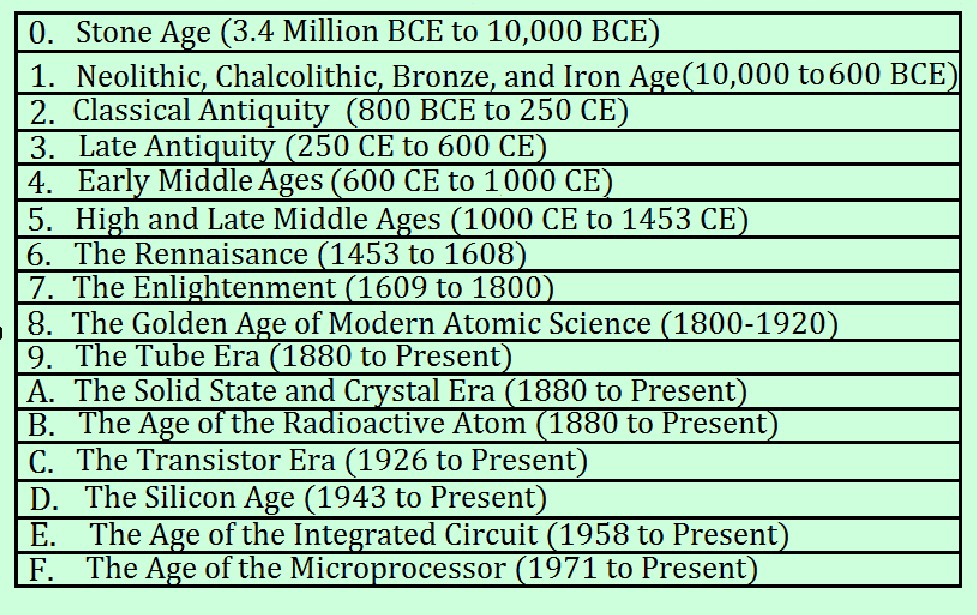 0. Stone Age (3.4 Million BCE to 10,000 BCE)
1. Neolithic, Chalcolithic, Bronze, and Iron Age(10,000 to 600 BCE)
2. Classical Antiquity (800 BCE to 250 CE)
3. Late Antiquity (250 CE to 600 CE)
4. Early Middle Ages (600 CE to 1000 CE)
5. High and Late Middle Ages (1000 CE to 1453 CE)
6. The Rennaisance (1453 to 1608)
7. The Enlightenment (1609 to 1800)
8. The Golden Age of Modern Atomic Science (1800-1920)
9. The Tube Era (1880 to Present)
A. The Solid State and Crystal Era (1880 to Present)
B. The Age of the Radioactive Atom (1880 to Present)
C. The Transistor Era (1926 to Present)
D. The Silicon Age (1943 to Present)
E. The Age of the Integrated Circuit (1958 to Present)
F. The Age of the Microprocessor (1971 to Present)